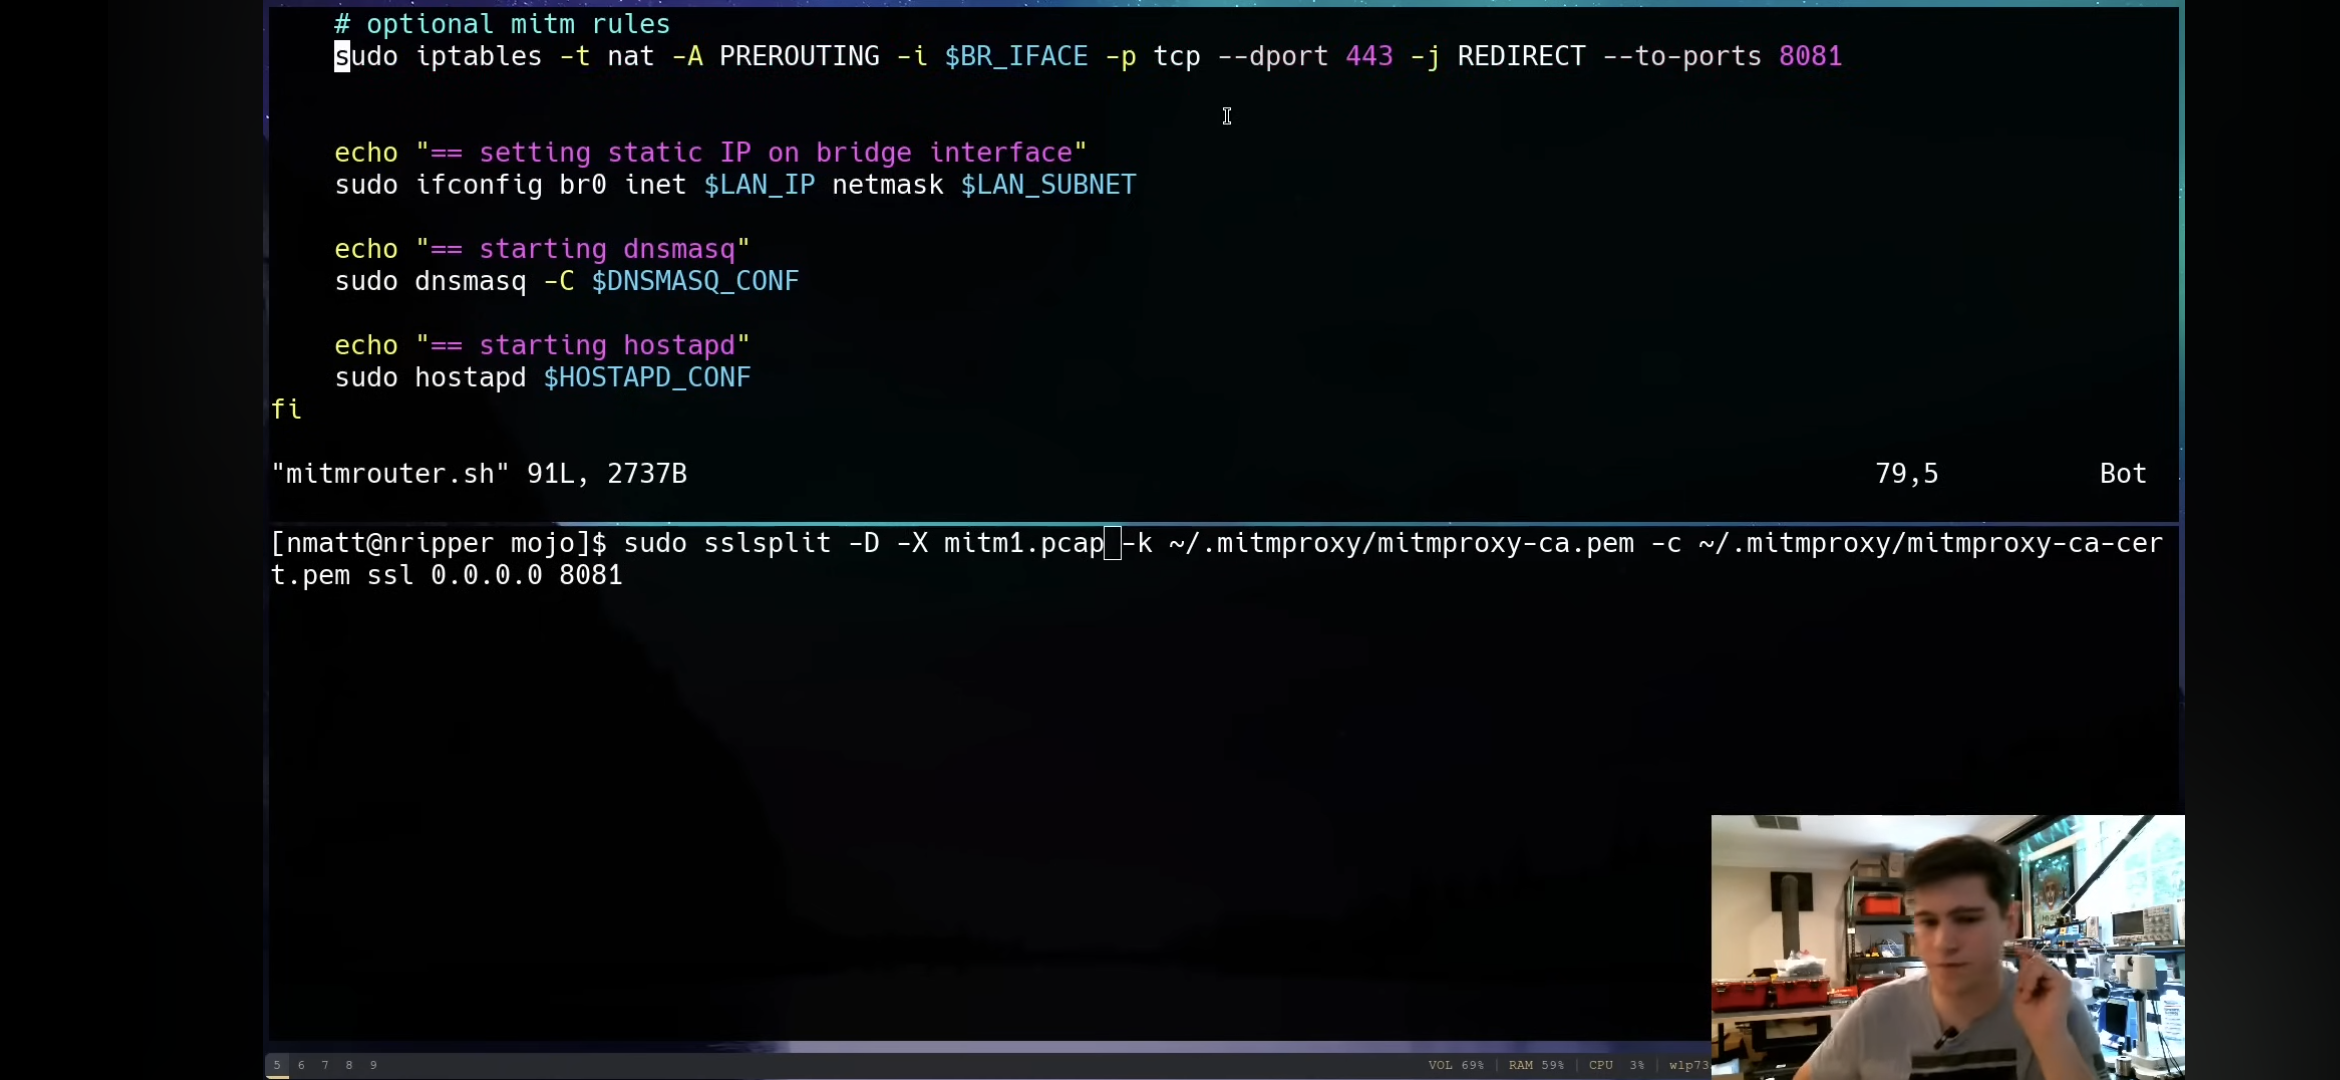 # optional mitm rules
sudo iptables -t nat -A PREROUTING -i $BR_IFACE -p tcp --dport 443 -j REDIRECT --to-ports 8081
echo "== setting static IP on bridge interface"
sudo ifconfig br0 inet $LAN_IP netmask $LAN_SUBNET
echo "== starting dnsmasq"
sudo dnsmasq -C $DNSMASQ_CONF
echo "== starting hostapd"
sudo hostapd $HOSTAPD_CONF
fi
"mitmrouter.sh" 91L, 2737B 79,5 Bot
[nmatt@nripper mojo]$ sudo sslsplit -D -X mitm1.pcap -k ~/.mitmproxy/mitmproxy-ca.pem -c ~/.mitmproxy/mitmproxy-ca-cer
t.pem ssl 0.0.0.0 8081
5 6 7 8 9 VOL 69% | RAM 59% | CPU 3% | wlp73